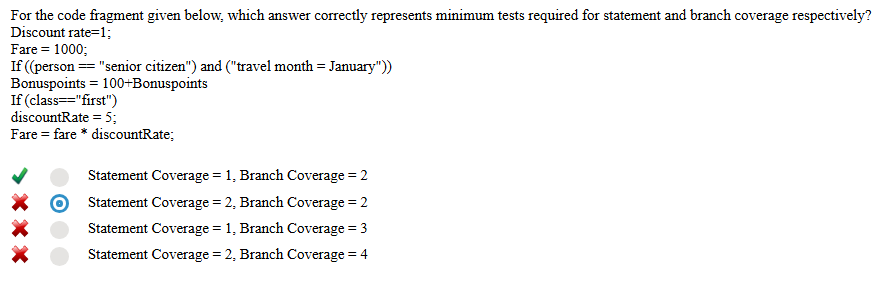 For the code fragment given below, which answer correctly represents minimum tests required for statement and branch coverage respectively?
Discount rate=1;
Fare = 1000;
If ((person == "senior citizen") and ("travel month = January"))
Bonuspoints = 100+Bonuspoints
If (class=="first")
discountRate = 5;
Fare = fare * discountRate;
Statement Coverage = 1, Branch Coverage = 2
Statement Coverage = 2, Branch Coverage = 2
Statement Coverage = 1, Branch Coverage = 3
Statement Coverage = 2, Branch Coverage = 4